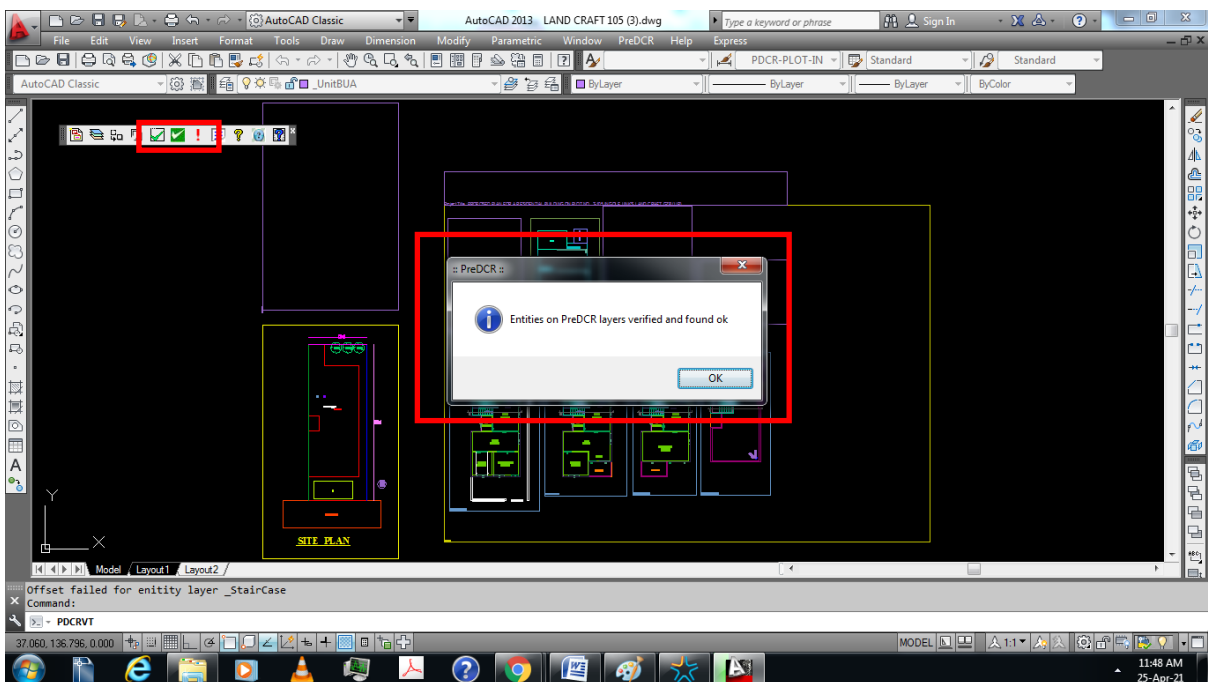 AutoCAD Classic
AutoCAD 2013 LAND CRAFT 105 (3).dwg
Type a keyword or phrase
Sign In
File Edit View Insert Format Tools Draw Dimension Modify Parametric Window PreDCR Help Express
PDCR-PLOT-IN
Standard
Standard
AutoCAD Classic
_UnitBUA
ByLayer
ByLayer
ByLayer
ByColor
:: PreDCR ::
Entities on PreDCR layers verified and found ok
OK
Y
X
SITE PLAN
Model Layout1 Layout2
Offset failed for enitity layer _StairCase
Command:
PDCRVT
37.060, 136.796, 0.000
MODEL
1:1
11:48 AM
25-Apr-21